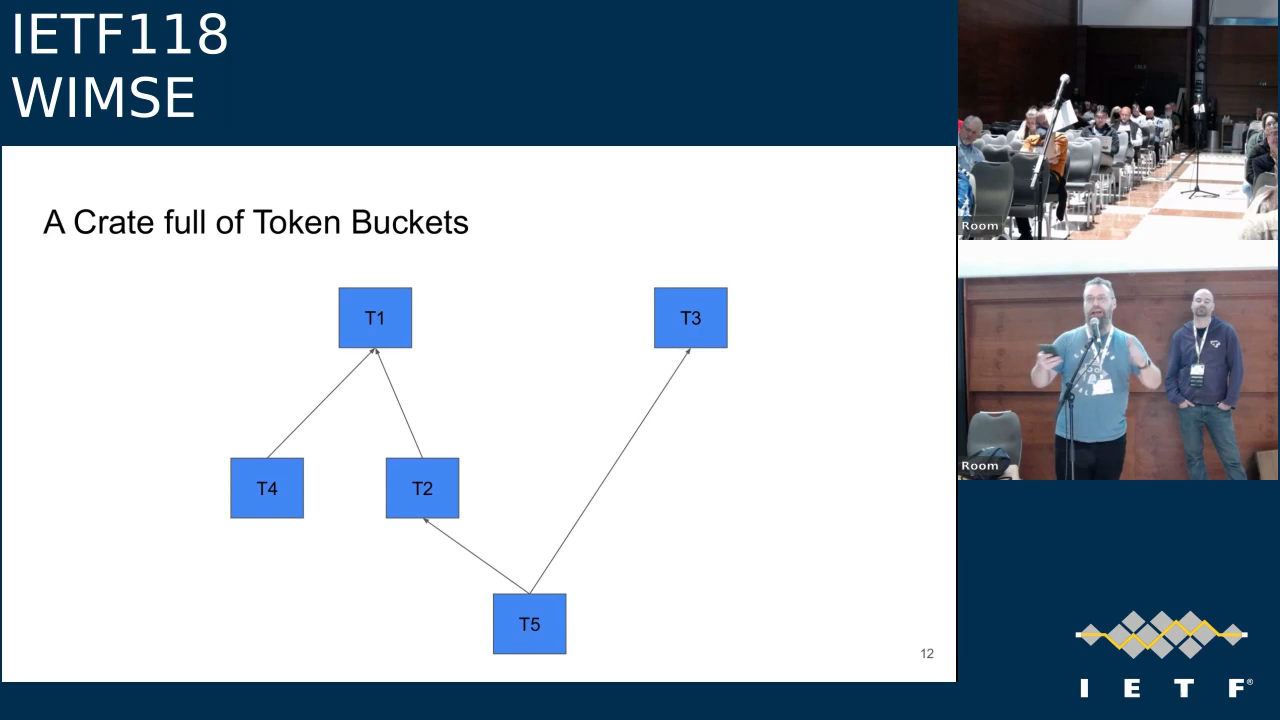 IETF118
WIMSE
A Crate full of Token Buckets
T1
T3
T4
T2
T5
12
Room
Room
I E T F®